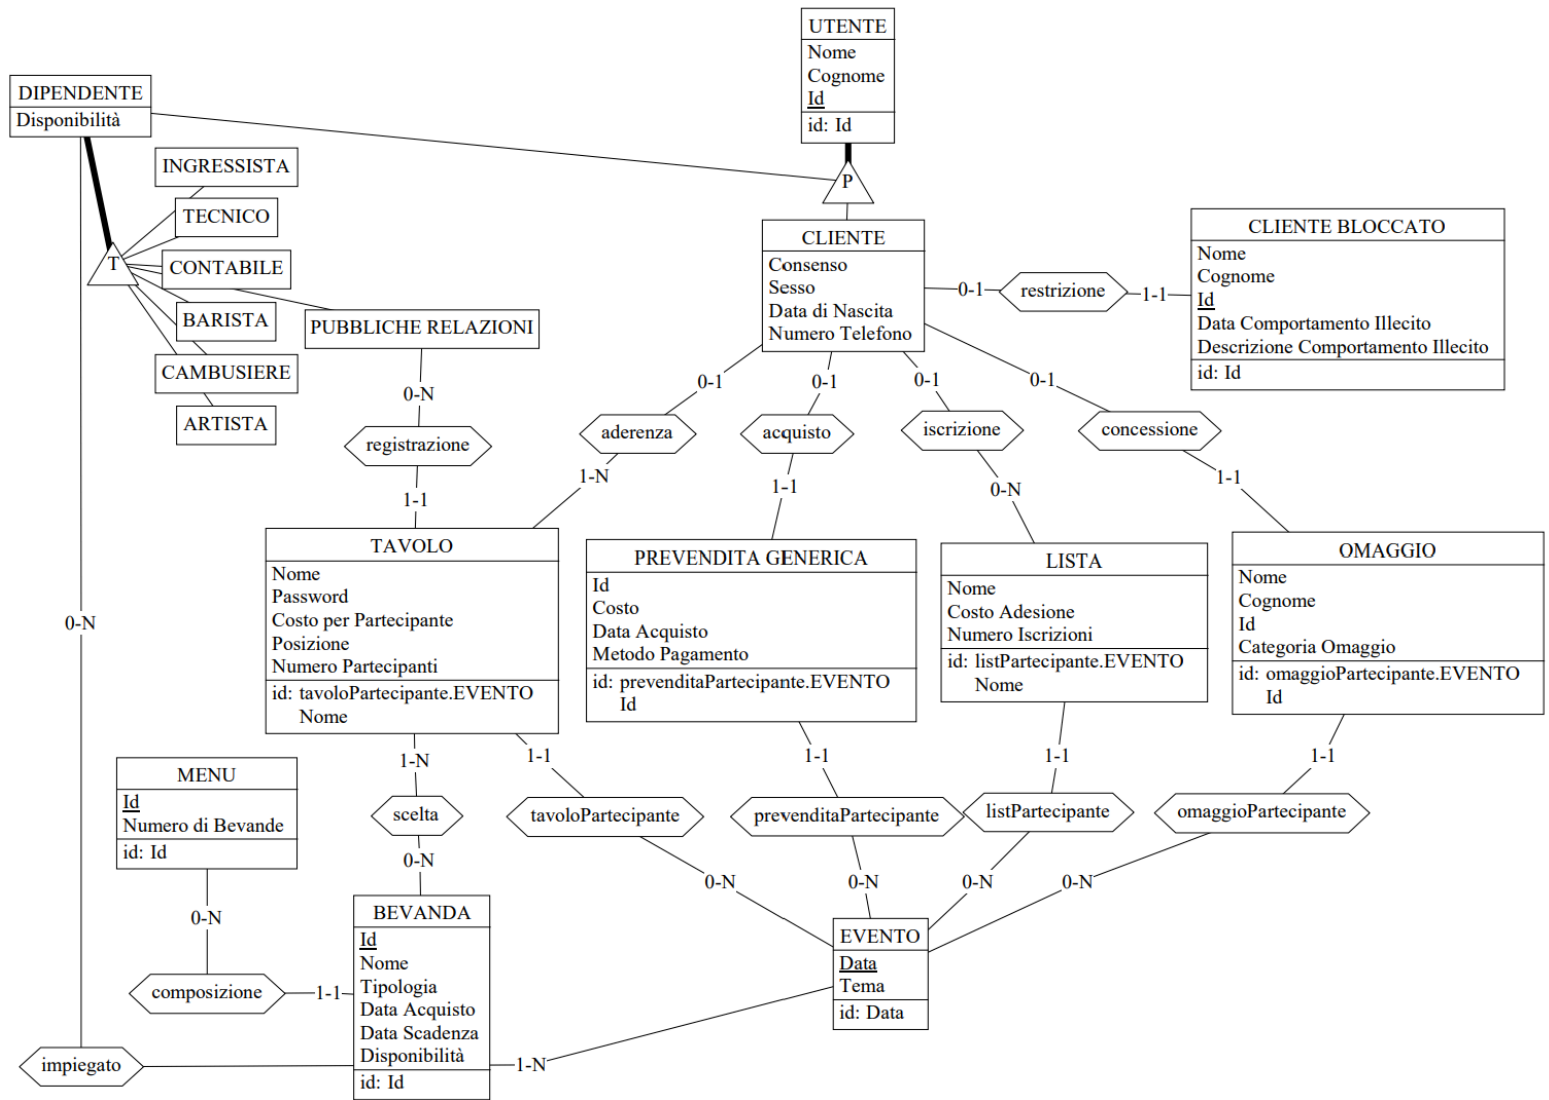 UTENTE
Nome
Cognome
Id
id: Id
DIPENDENTE
Disponibilità
INGRESSISTA
TECNICO
CONTABILE
BARISTA
CAMBUSIERE
ARTISTA
T
P
PUBBLICHE RELAZIONI
CLIENTE
Consenso
Sesso
Data di Nascita
Numero Telefono
0-1
restrizione
1-1
CLIENTE BLOCCATO
Nome
Cognome
Id
Data Comportamento Illecito
Descrizione Comportamento Illecito
id: Id
0-N
0-1
0-1
0-1
0-1
registrazione
aderenza
acquisto
iscrizione
concessione
1-1
1-N
1-1
0-N
1-1
TAVOLO
Nome
Password
Costo per Partecipante
Posizione
Numero Partecipanti
id: tavoloPartecipante.EVENTO
Nome
PREVENDITA GENERICA
Id
Costo
Data Acquisto
Metodo Pagamento
id: prevenditaPartecipante.EVENTO
Id
LISTA
Nome
Costo Adesione
Numero Iscrizioni
id: listPartecipante.EVENTO
Nome
OMAGGIO
Nome
Cognome
Id
Categoria Omaggio
id: omaggioPartecipante.EVENTO
Id
0-N
MENU
Id
Numero di Bevande
id: Id
1-N
1-1
1-1
1-1
1-1
scelta
tavoloPartecipante
prevenditaPartecipante
listPartecipante
omaggioPartecipante
0-N
0-N
0-N
0-N
0-N
0-N
composizione
1-1
BEVANDA
Id
Nome
Tipologia
Data Acquisto
Data Scadenza
Disponibilità
id: Id
EVENTO
Data
Tema
id: Data
impiegato
1-N